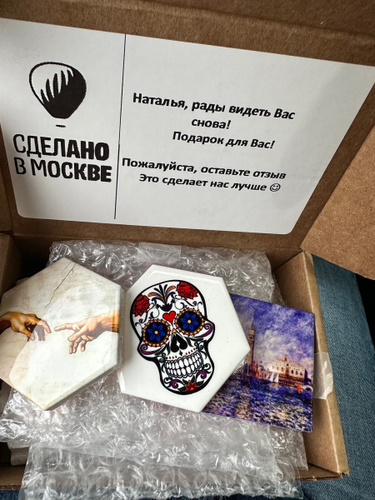 СДЕЛАНО
В МОСКВЕ
Наталья, рады видеть Вас
снова!
Подарок для Вас!
Пожалуйста, оставьте отзыв
Это сделает нас лучше ☺